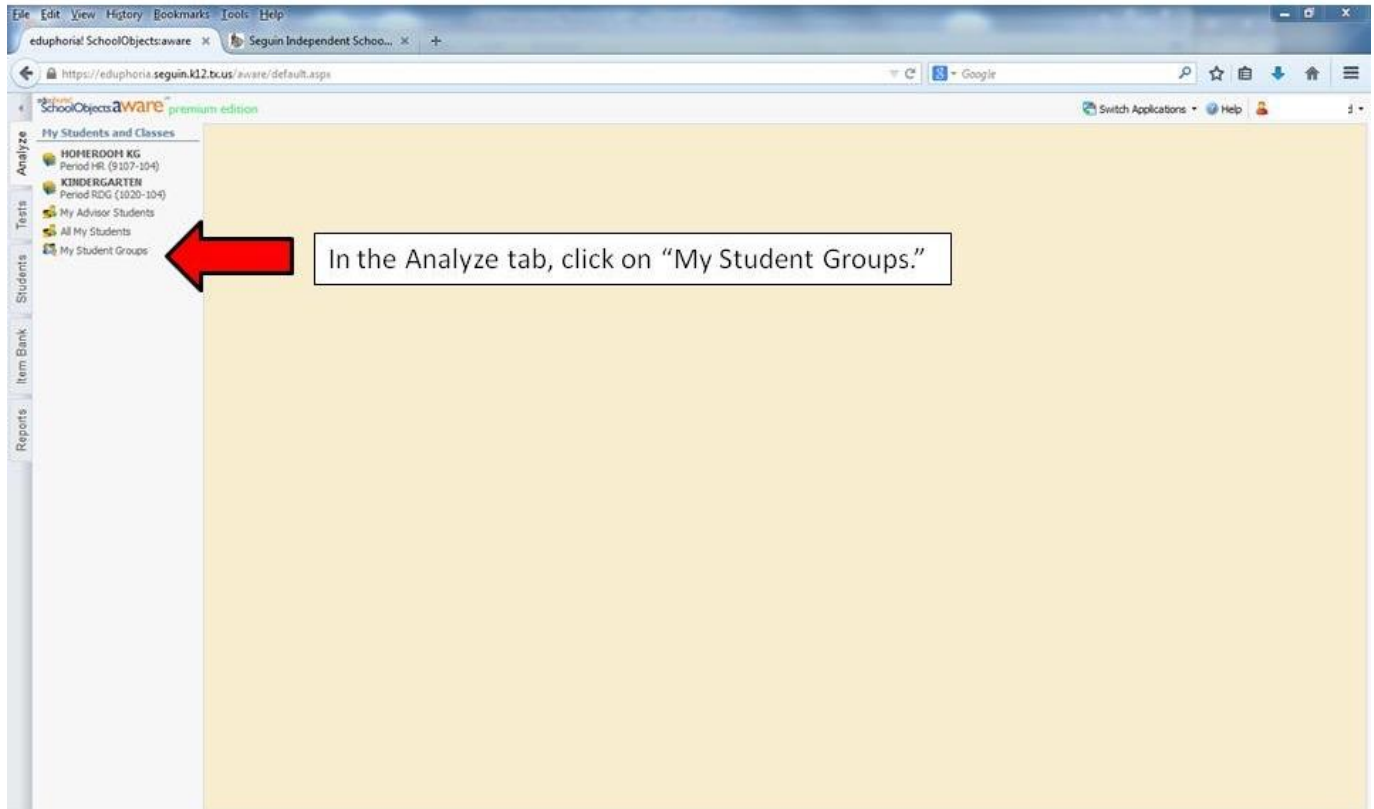 File Edit View History Bookmarks Tools Help
eduphoria! SchoolObjects:aware × Seguin Independent Schoo... × +
https://eduphoria.seguin.k12.tx.us/aware/default.aspx Google
SchoolObjects:aware premium edition Switch Applications Help
Analyze
Tests
Students
Item Bank
Reports
My Students and Classes
HOMEROOM KG
Period HR (9107-104)
KINDERGARTEN
Period RDG (1020-104)
My Advisor Students
All My Students
My Student Groups
In the Analyze tab, click on “My Student Groups.”